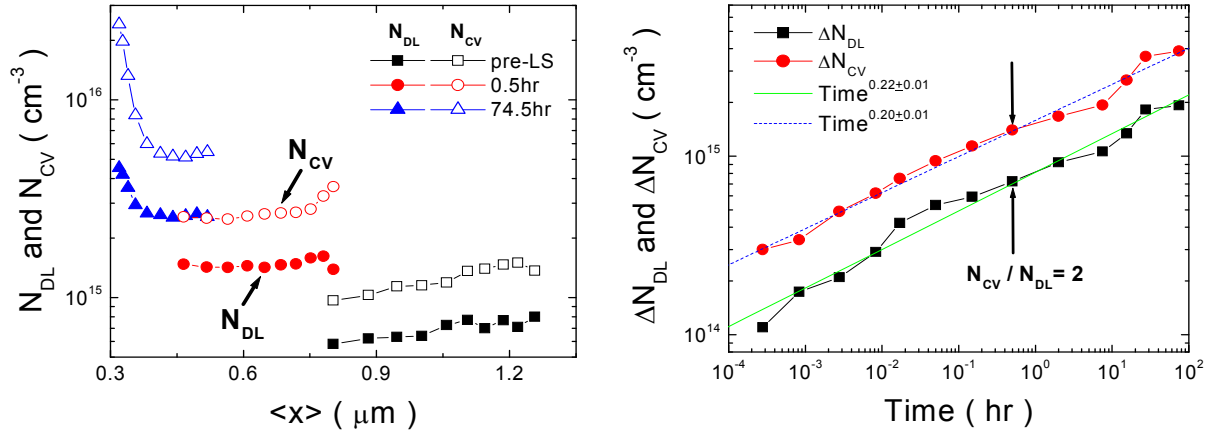 N_DL and N_CV ( cm^-3 )
10^16
10^15
N_DL N_CV
pre-LS
0.5hr
74.5hr
N_CV
N_DL
0.3 0.6 0.9 1.2
<x> ( μm )
ΔN_DL and ΔN_CV ( cm^-3 )
10^15
10^14
ΔN_DL
ΔN_CV
Time^0.22±0.01
Time^0.20±0.01
N_CV / N_DL = 2
10^-4 10^-3 10^-2 10^-1 10^0 10^1 10^2
Time ( hr )